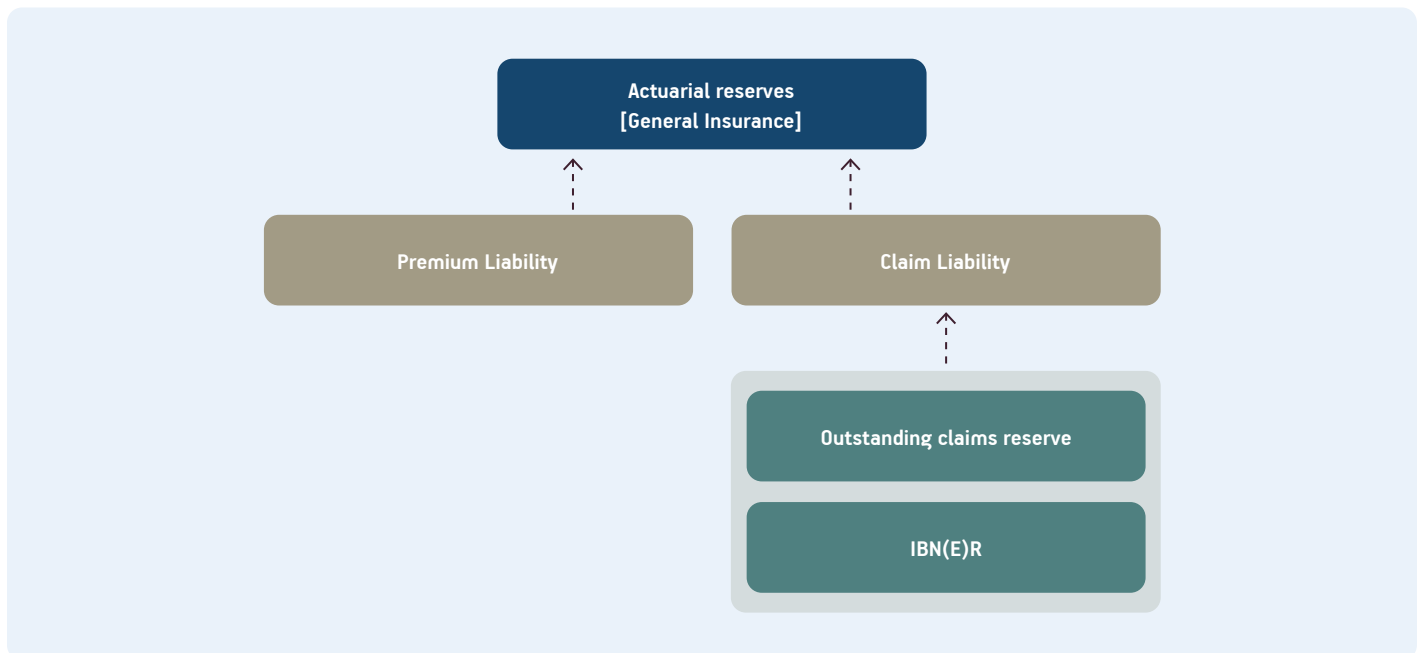 Actuarial reserves
[General Insurance]
Premium Liability
Claim Liability
Outstanding claims reserve
IBN(E)R